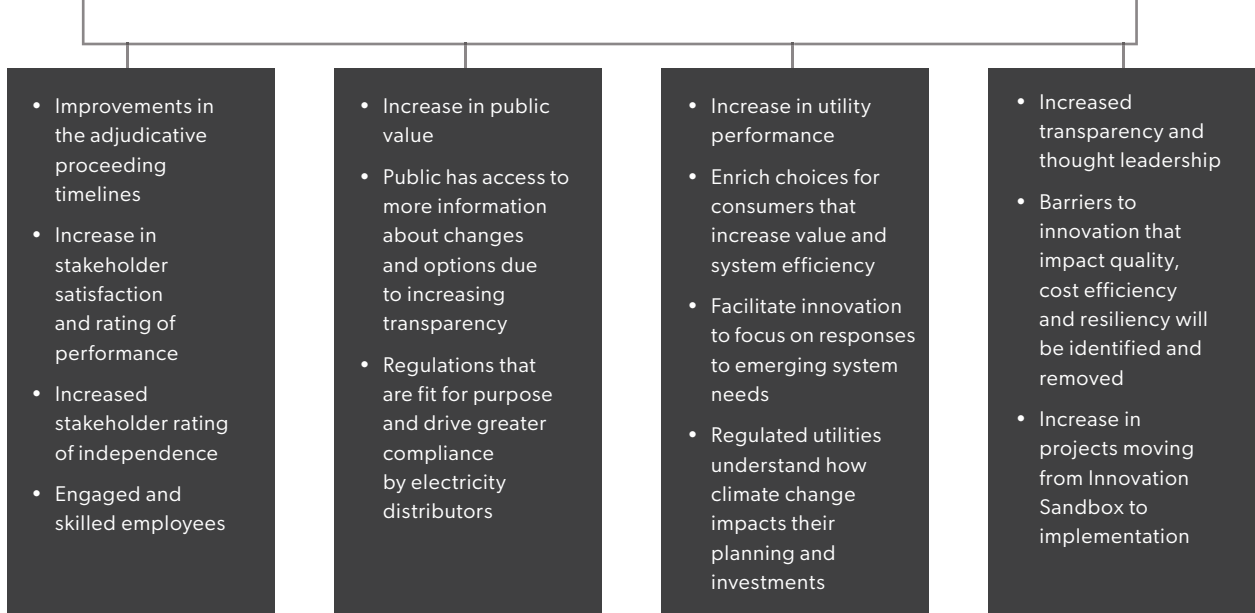 • Improvements in
the adjudicative
proceeding
timelines
• Increase in
stakeholder
satisfaction
and rating of
performance
• Increased
stakeholder rating
of independence
• Engaged and
skilled employees
• Increase in public
value
• Public has access to
more information
about changes
and options due
to increasing
transparency
• Regulations that
are fit for purpose
and drive greater
compliance
by electricity
distributors
• Increase in utility
performance
• Enrich choices for
consumers that
increase value and
system efficiency
• Facilitate innovation
to focus on responses
to emerging system
needs
• Regulated utilities
understand how
climate change
impacts their
planning and
investments
• Increased
transparency and
thought leadership
• Barriers to
innovation that
impact quality,
cost efficiency
and resiliency will
be identified and
removed
• Increase in
projects moving
from Innovation
Sandbox to
implementation